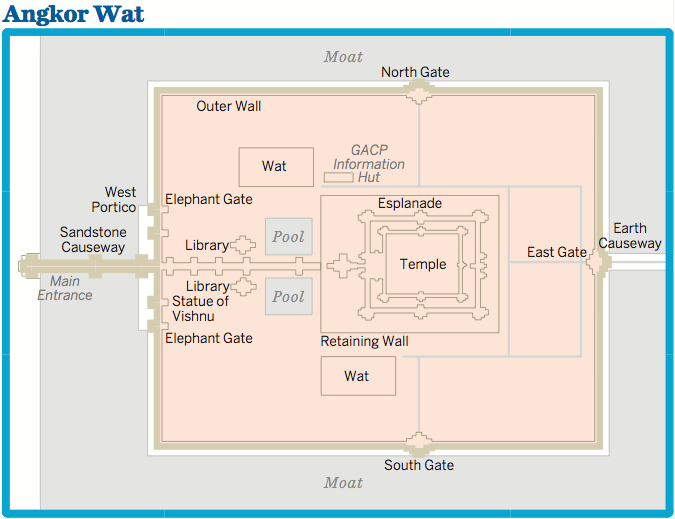 Angkor Wat
Moat
North Gate
Outer Wall
GACP
Information
Hut
Wat
West
Portico
Elephant Gate
Esplanade
Sandstone
Causeway
Library
Pool
Earth
Causeway
East Gate
Temple
Main
Entrance
Library
Statue of
Vishnu
Pool
Elephant Gate
Retaining Wall
Wat
South Gate
Moat